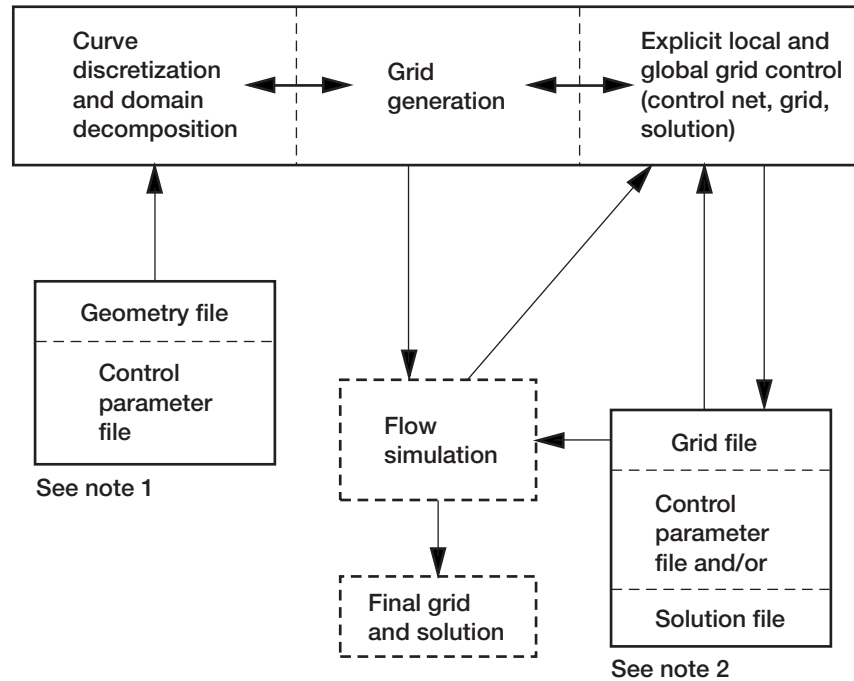 Curve
discretization
and domain
decomposition
Grid
generation
Explicit local and
global grid control
(control net, grid,
solution)
Geometry file
Control
parameter
file
See note 1
Flow
simulation
Final grid
and solution
Grid file
Control
parameter
file and/or
Solution file
See note 2